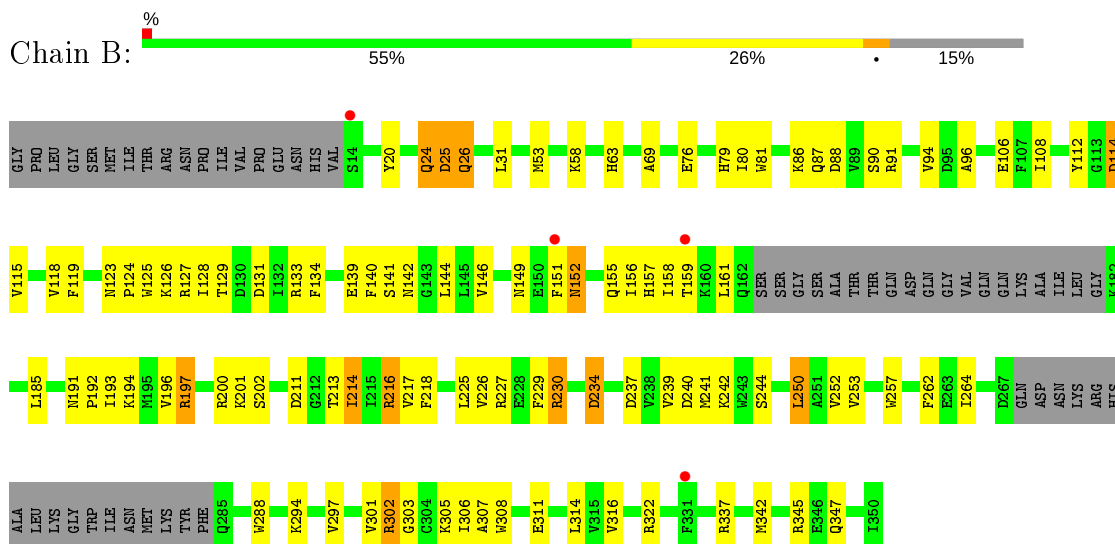 %
Chain B:
55% 26% • 15%
GLY PRO LEU GLY SER MET ILE THR ARG ASN PRO ILE VAL PRO GLU ASN HIS VAL S14 Y20 Q24 D25 Q26 L31 M53 K58 H63 A69 E76 H79 I80 W81 K86 Q87 D88 V89 S90 R91 V94 D95 A96 E106 F107 I108 Y112 G113 D114
V115 V118 F119 N123 P124 W125 K126 R127 I128 T129 D130 D131 I132 R133 F134 E139 F140 S141 N142 G143 L144 L145 V146 N149 E150 F151 N152 Q155 I156 H157 I158 T159 K160 L161 Q162 SER SER GLY SER ALA THR THR GLN ASP GLN GLY VAL GLN GLN LYS ALA ILE LEU GLY K182
L185 N191 P192 I193 K194 M195 V196 R197 R200 K201 S202 D211 G212 T213 I214 I215 R216 V217 F218 L225 V226 R227 E228 F229 R230 D234 D237 V238 V239 D240 M241 K242 W243 S244 L250 A251 V252 V253 W257 F262 E263 I264 D267 GLN ASP ASN LYS ARG HIS
ALA LEU LYS GLY TRP ILE ASN MET LYS TYR PHE Q285 W288 K294 V297 V301 R302 G303 C304 K305 I306 A307 W308 E311 L314 V315 V316 R322 F331 R337 M342 R345 E346 Q347 I350